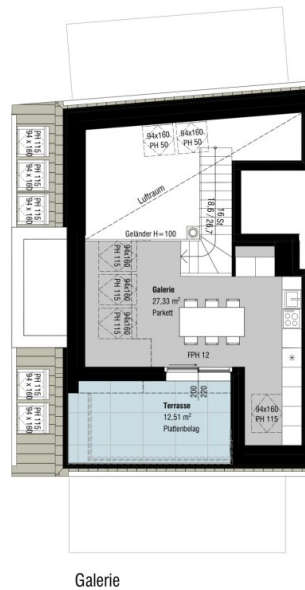 94x160
PH 50
94x160
PH 50
Luftraum
16 St
18,6 / 26,7
PH 115
94 x 160
PH 115
94 x 160
PH 115
94 x 160
Geländer H=100
94x160
PH 115
94x160
PH 115
94x160
PH 115
Galerie
27,33 m²
Parkett
FPH 12
200
220
PH 115
94 x 160
PH 115
94 x 160
Terrasse
12,51 m²
Plattenbelag
94x160
PH 115
Galerie